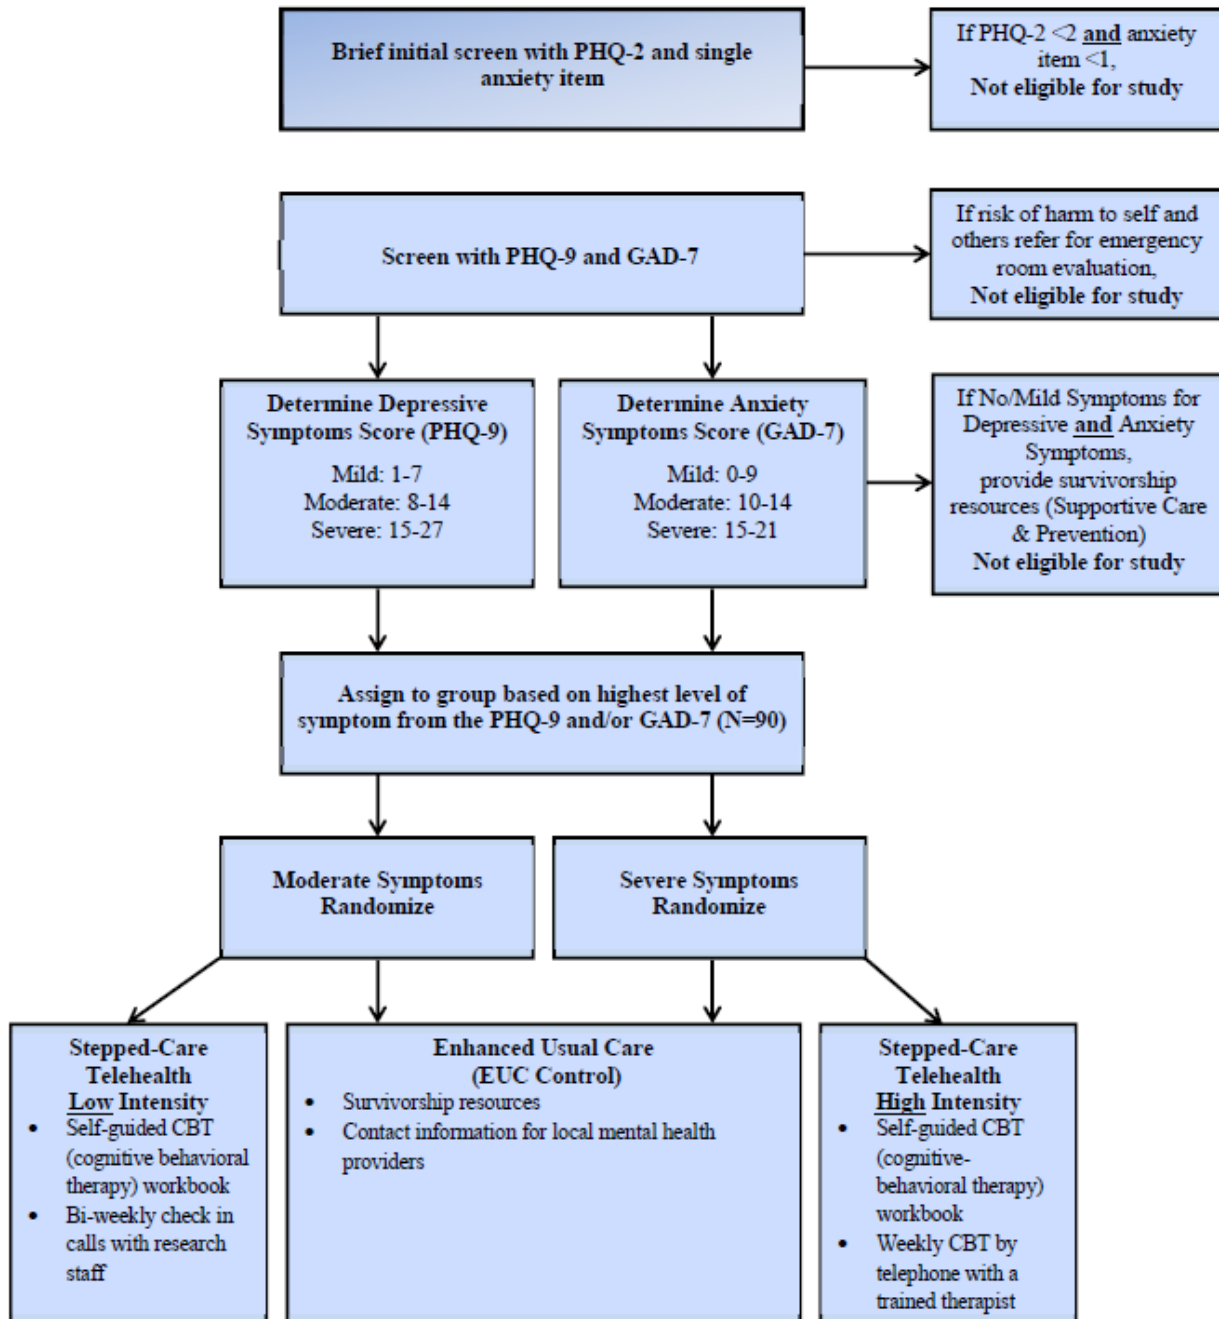 Brief initial screen with PHQ-2 and single
anxiety item
If PHQ-2 <2 and anxiety
item <1,
Not eligible for study
Screen with PHQ-9 and GAD-7
If risk of harm to self and
others refer for emergency
room evaluation,
Not eligible for study
Determine Depressive
Symptoms Score (PHQ-9)
Mild: 1-7
Moderate: 8-14
Severe: 15-27
Determine Anxiety
Symptoms Score (GAD-7)
Mild: 0-9
Moderate: 10-14
Severe: 15-21
If No/Mild Symptoms for
Depressive and Anxiety
Symptoms,
provide survivorship
resources (Supportive Care
& Prevention)
Not eligible for study
Assign to group based on highest level of
symptom from the PHQ-9 and/or GAD-7 (N=90)
Moderate Symptoms
Randomize
Severe Symptoms
Randomize
Stepped-Care
Telehealth
Low Intensity
• Self-guided CBT
(cognitive behavioral
therapy) workbook
• Bi-weekly check in
calls with research
staff
Enhanced Usual Care
(EUC Control)
• Survivorship resources
• Contact information for local mental health
providers
Stepped-Care
Telehealth
High Intensity
• Self-guided CBT
(cognitive-
behavioral therapy)
workbook
• Weekly CBT by
telephone with a
trained therapist